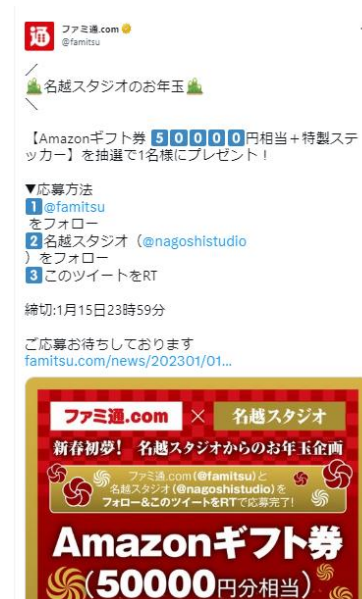 ファミ通.com
@famitsu
／
🎍名越スタジオのお年玉🎍
＼
【Amazonギフト券 5️⃣0️⃣0️⃣0️⃣0️⃣円相当＋特製ステ
ッカー】を抽選で1名様にプレゼント！
▼応募方法
1️⃣@famitsu
をフォロー
2️⃣名越スタジオ（@nagoshistudio
）をフォロー
3️⃣このツイートをRT
締切:1月15日23時59分
ご応募お待ちしております
famitsu.com/news/202301/01...
ファミ通.com × 名越スタジオ
新春初夢! 名越スタジオからのお年玉企画
ファミ通.com(@famitsu)と
名越スタジオ(@nagoshistudio)を
フォロー&このツイートをRTで応募完了!
Amazonギフト券
(50000円分相当)